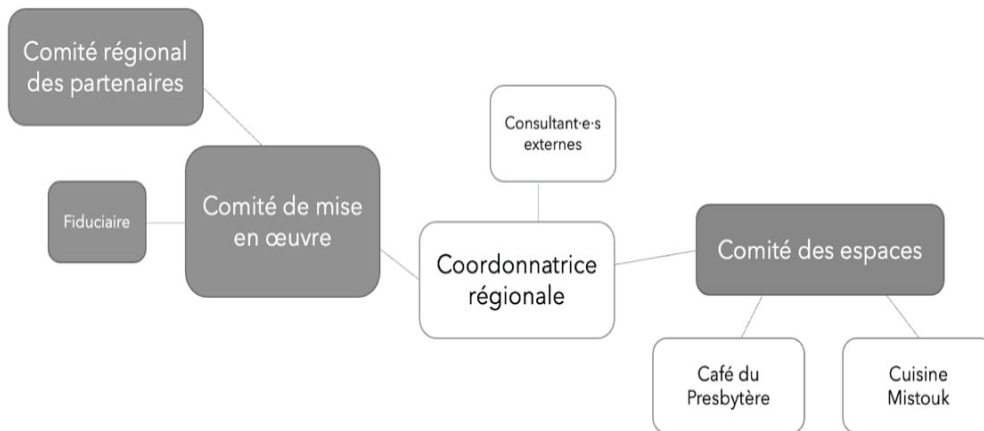 Comité régional
des partenaires
Consultant·e·s
externes
Fiduciaire
Comité de mise
en œuvre
Coordonnatrice
régionale
Comité des espaces
Café du
Presbytère
Cuisine
Mistouk